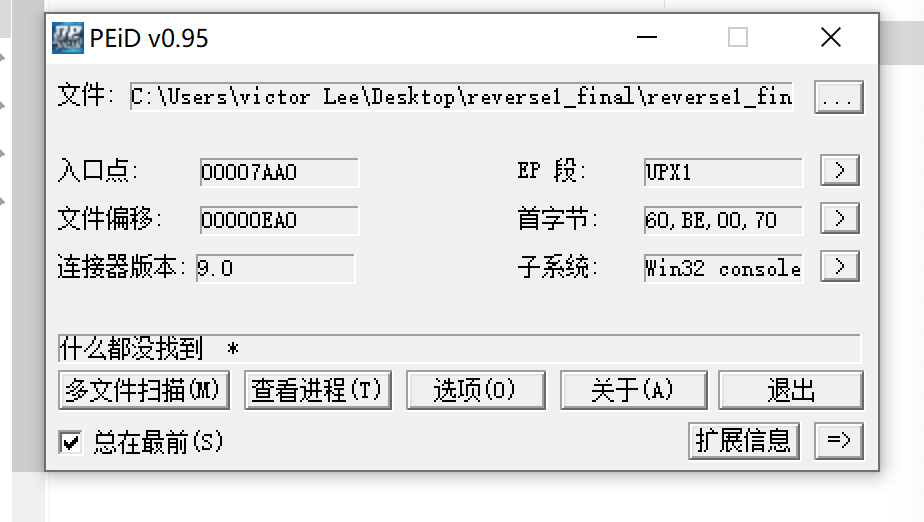 PEiD v0.95
文件: C:\Users\victor Lee\Desktop\reverse1_final\reverse1_fin ...
入口点: 00007AA0 EP 段: UPX1 >
文件偏移: 00000EA0 首字节: 60,BE,00,70 >
连接器版本: 9.0 子系统: Win32 console >
什么都没找到 *
多文件扫描(M) 查看进程(T) 选项(O) 关于(A) 退出
总在最前(S) 扩展信息 =>